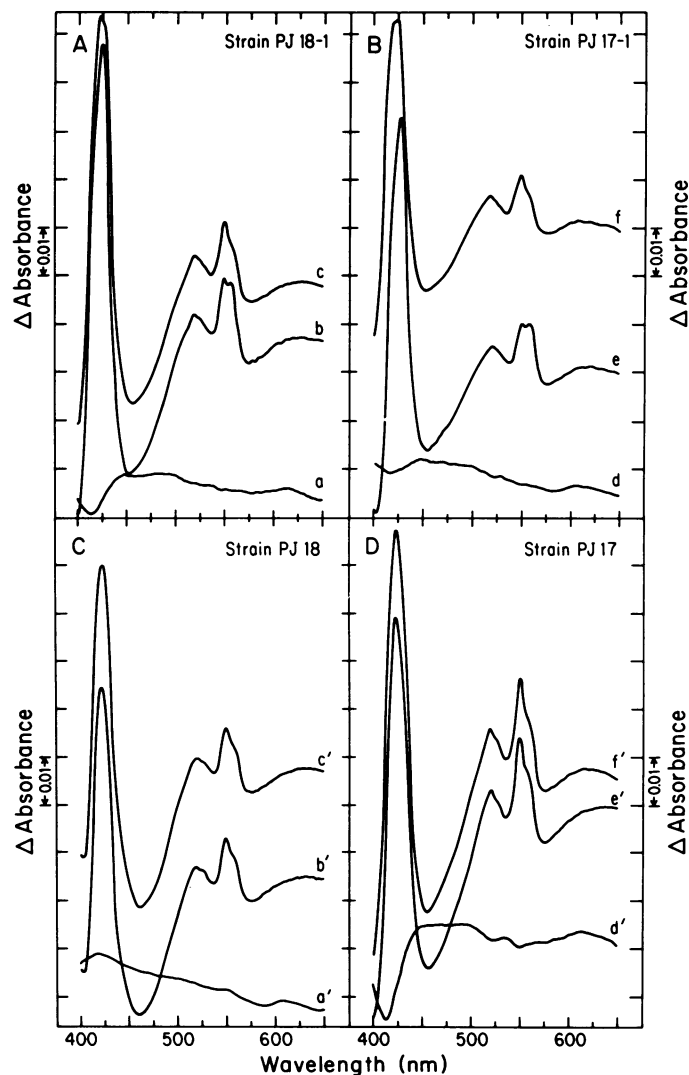 A
Strain PJ 18-1
c
b
a
B
Strain PJ 17-1
f
e
d
Δ Absorbance
0.01
Δ Absorbance
0.01
C
Strain PJ 18
c'
b'
a'
D
Strain PJ 17
f'
e'
d'
Δ Absorbance
0.01
Δ Absorbance
0.01
400 500 600 400 500 600
Wavelength (nm)